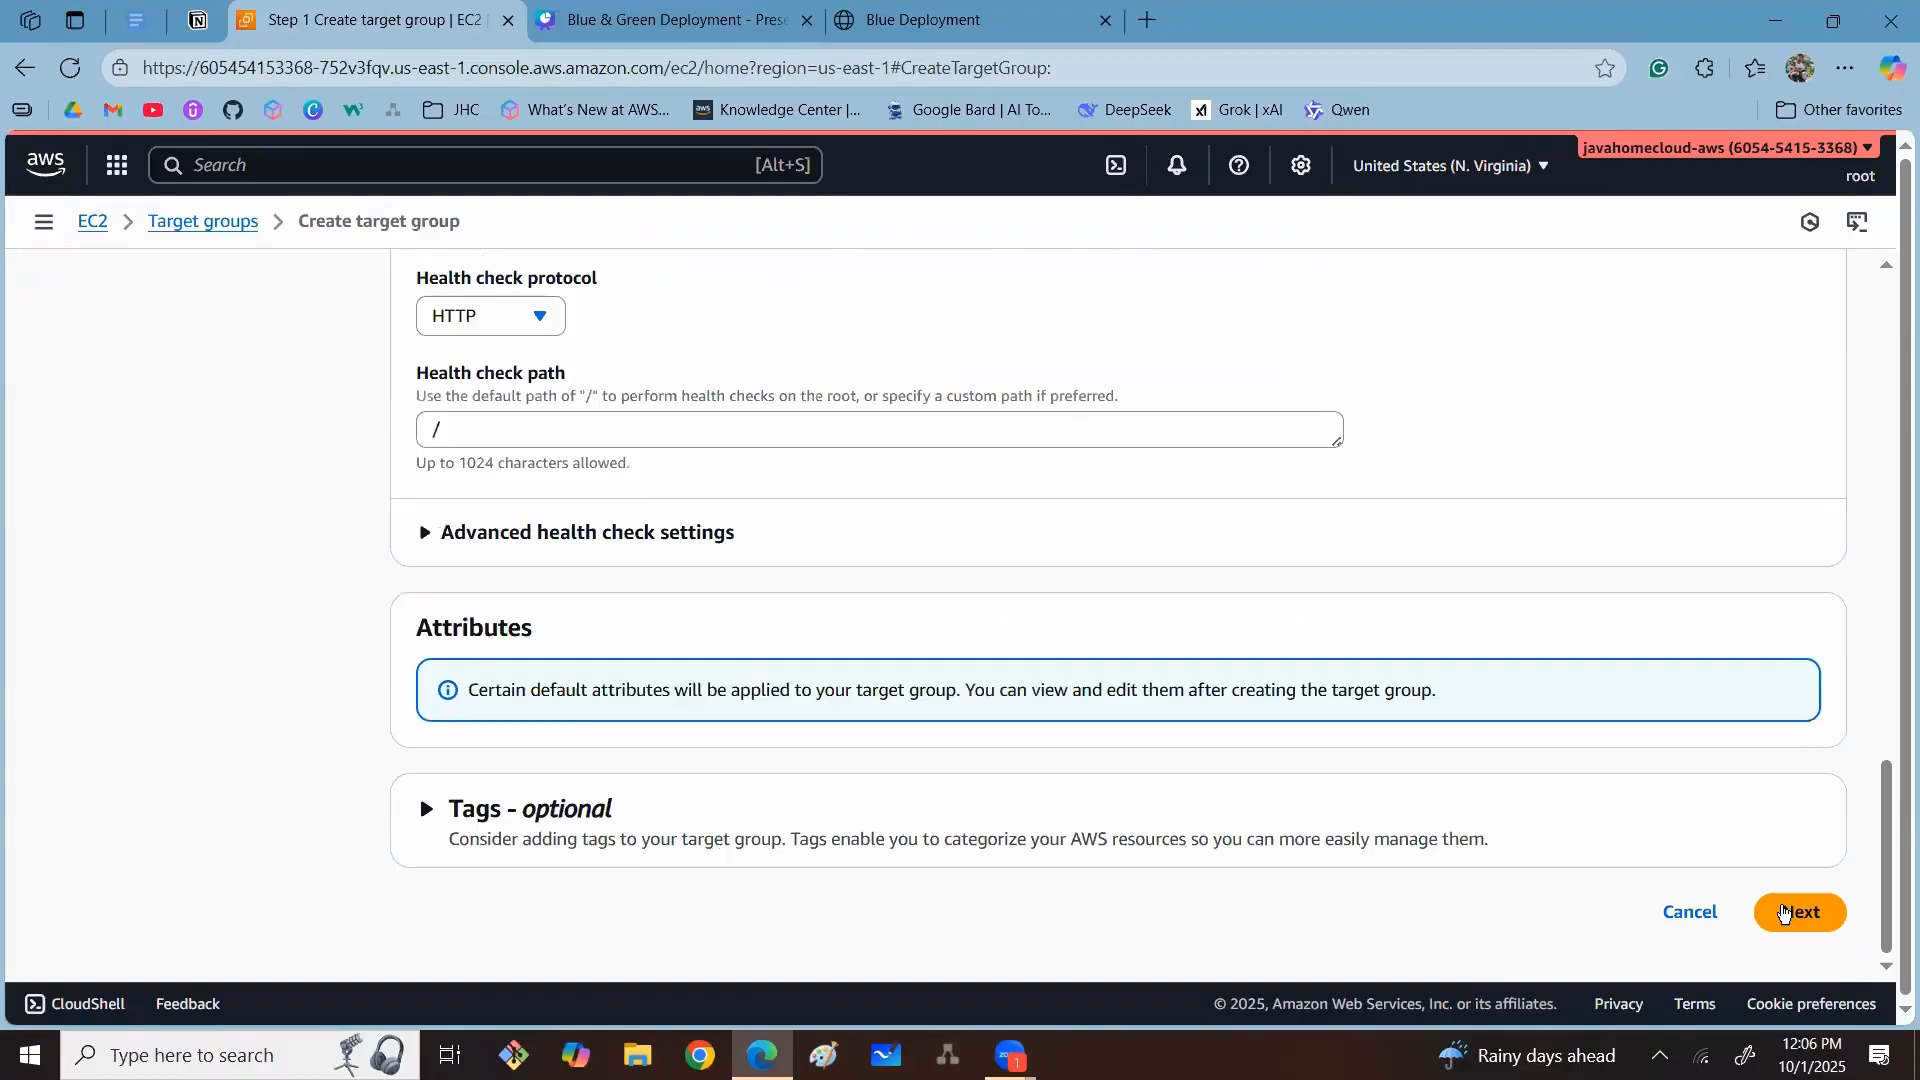 Step 1 Create target group | EC2
Blue & Green Deployment - Prese
Blue Deployment
https://605454153368-752v3fqv.us-east-1.console.aws.amazon.com/ec2/home?region=us-east-1#CreateTargetGroup:
JHC
What's New at AWS...
Knowledge Center |...
Google Bard | AI To...
DeepSeek
Grok | xAI
Qwen
Other favorites
aws
Search
[Alt+S]
United States (N. Virginia)
javahomecloud-aws (6054-5415-3368)
root
EC2
Target groups
Create target group
Health check protocol
HTTP
Health check path
Use the default path of "/" to perform health checks on the root, or specify a custom path if preferred.
/
Up to 1024 characters allowed.
Advanced health check settings
Attributes
Certain default attributes will be applied to your target group. You can view and edit them after creating the target group.
Tags - optional
Consider adding tags to your target group. Tags enable you to categorize your AWS resources so you can more easily manage them.
Cancel
Next
CloudShell
Feedback
© 2025, Amazon Web Services, Inc. or its affiliates.
Privacy
Terms
Cookie preferences
Type here to search
Rainy days ahead
12:06 PM
10/1/2025